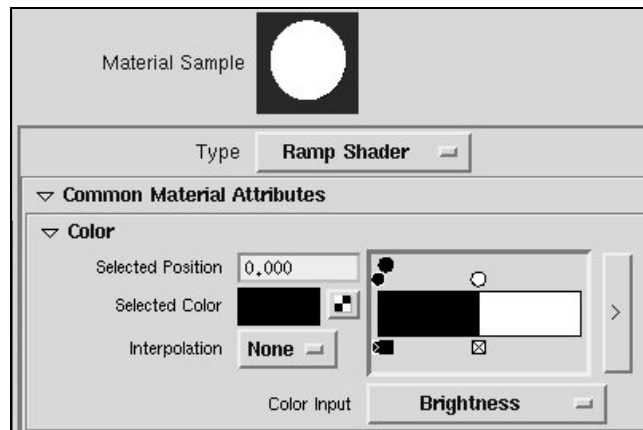 Material Sample
Type Ramp Shader
Common Material Attributes
Color
Selected Position 0.000
Selected Color
Interpolation None
>
Color Input Brightness